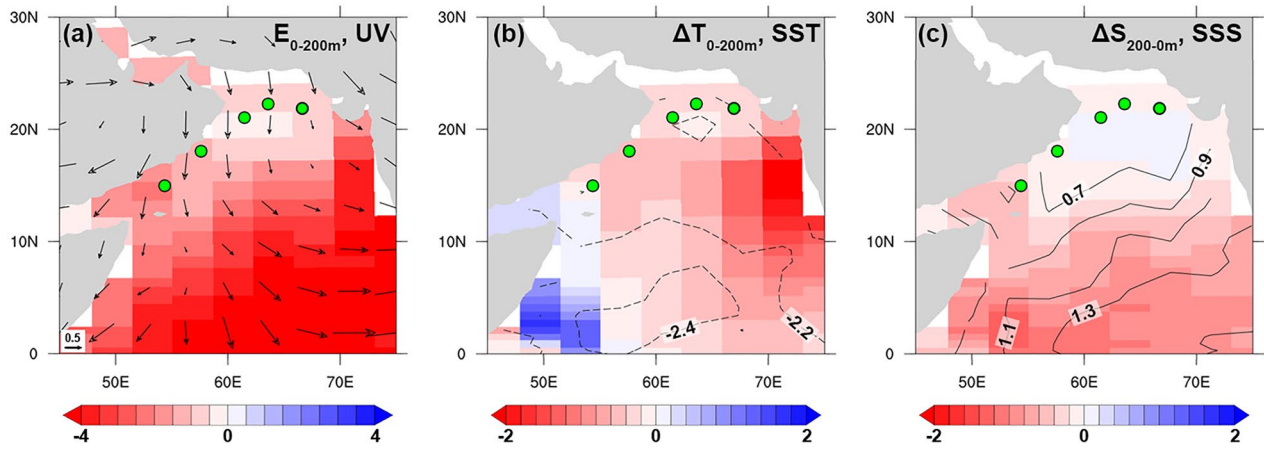 30N
(a)
E0-200m, UV
20N
10N
0
0.5
50E
60E
70E
-4
0
4
30N
(b)
ΔT0-200m, SST
20N
10N
0
-2.4
-2.2
50E
60E
70E
-2
0
2
30N
(c)
ΔS200-0m, SSS
20N
10N
0
0.7
0.9
1.1
1.3
50E
60E
70E
-2
0
2